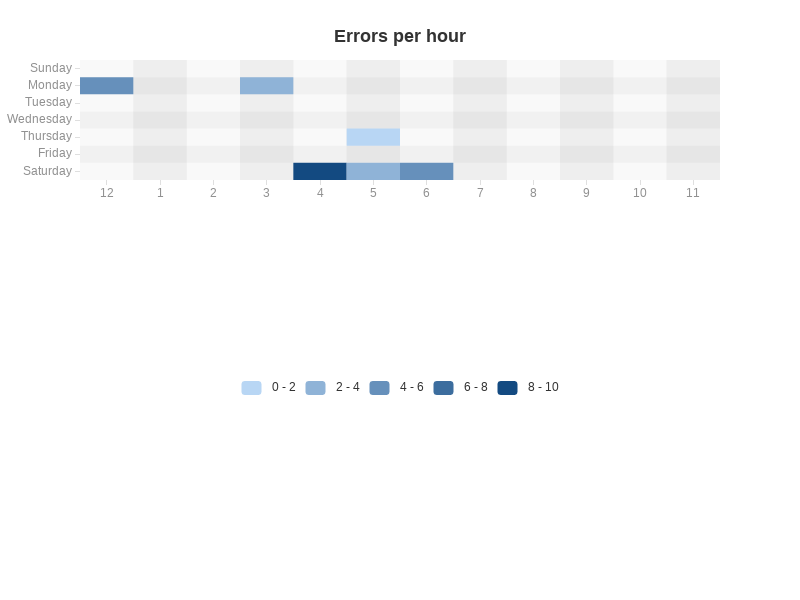 Errors per hour
Sunday
Monday
Tuesday
Wednesday
Thursday
Friday
Saturday
12 1 2 3 4 5 6 7 8 9 10 11
0 - 2 2 - 4 4 - 6 6 - 8 8 - 10